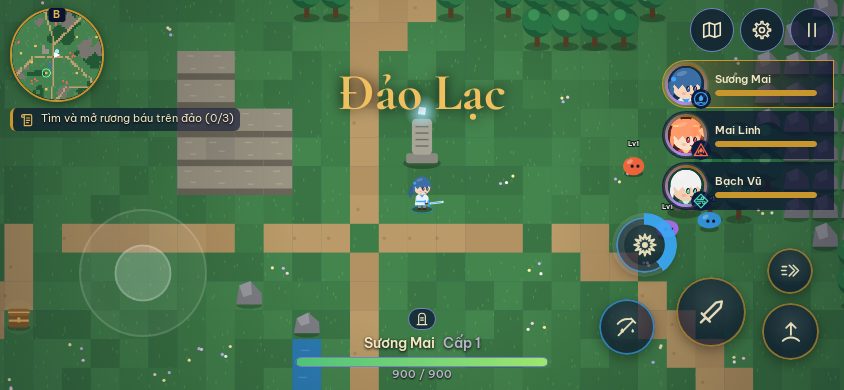 B
Tìm và mở rương báu trên đảo (0/3)
Đảo Lạc
Sương Mai
Mai Linh
Bạch Vũ
Lv1
Lv1
Sương Mai Cấp 1
900 / 900